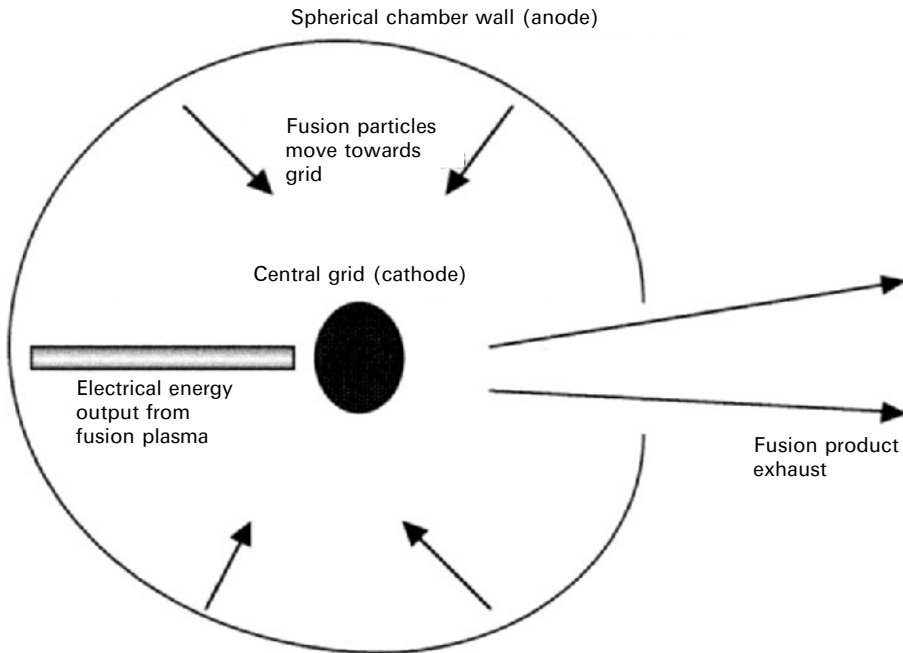 Spherical chamber wall (anode)
Fusion particles
move towards
grid
Central grid (cathode)
Electrical energy
output from
fusion plasma
Fusion product
exhaust